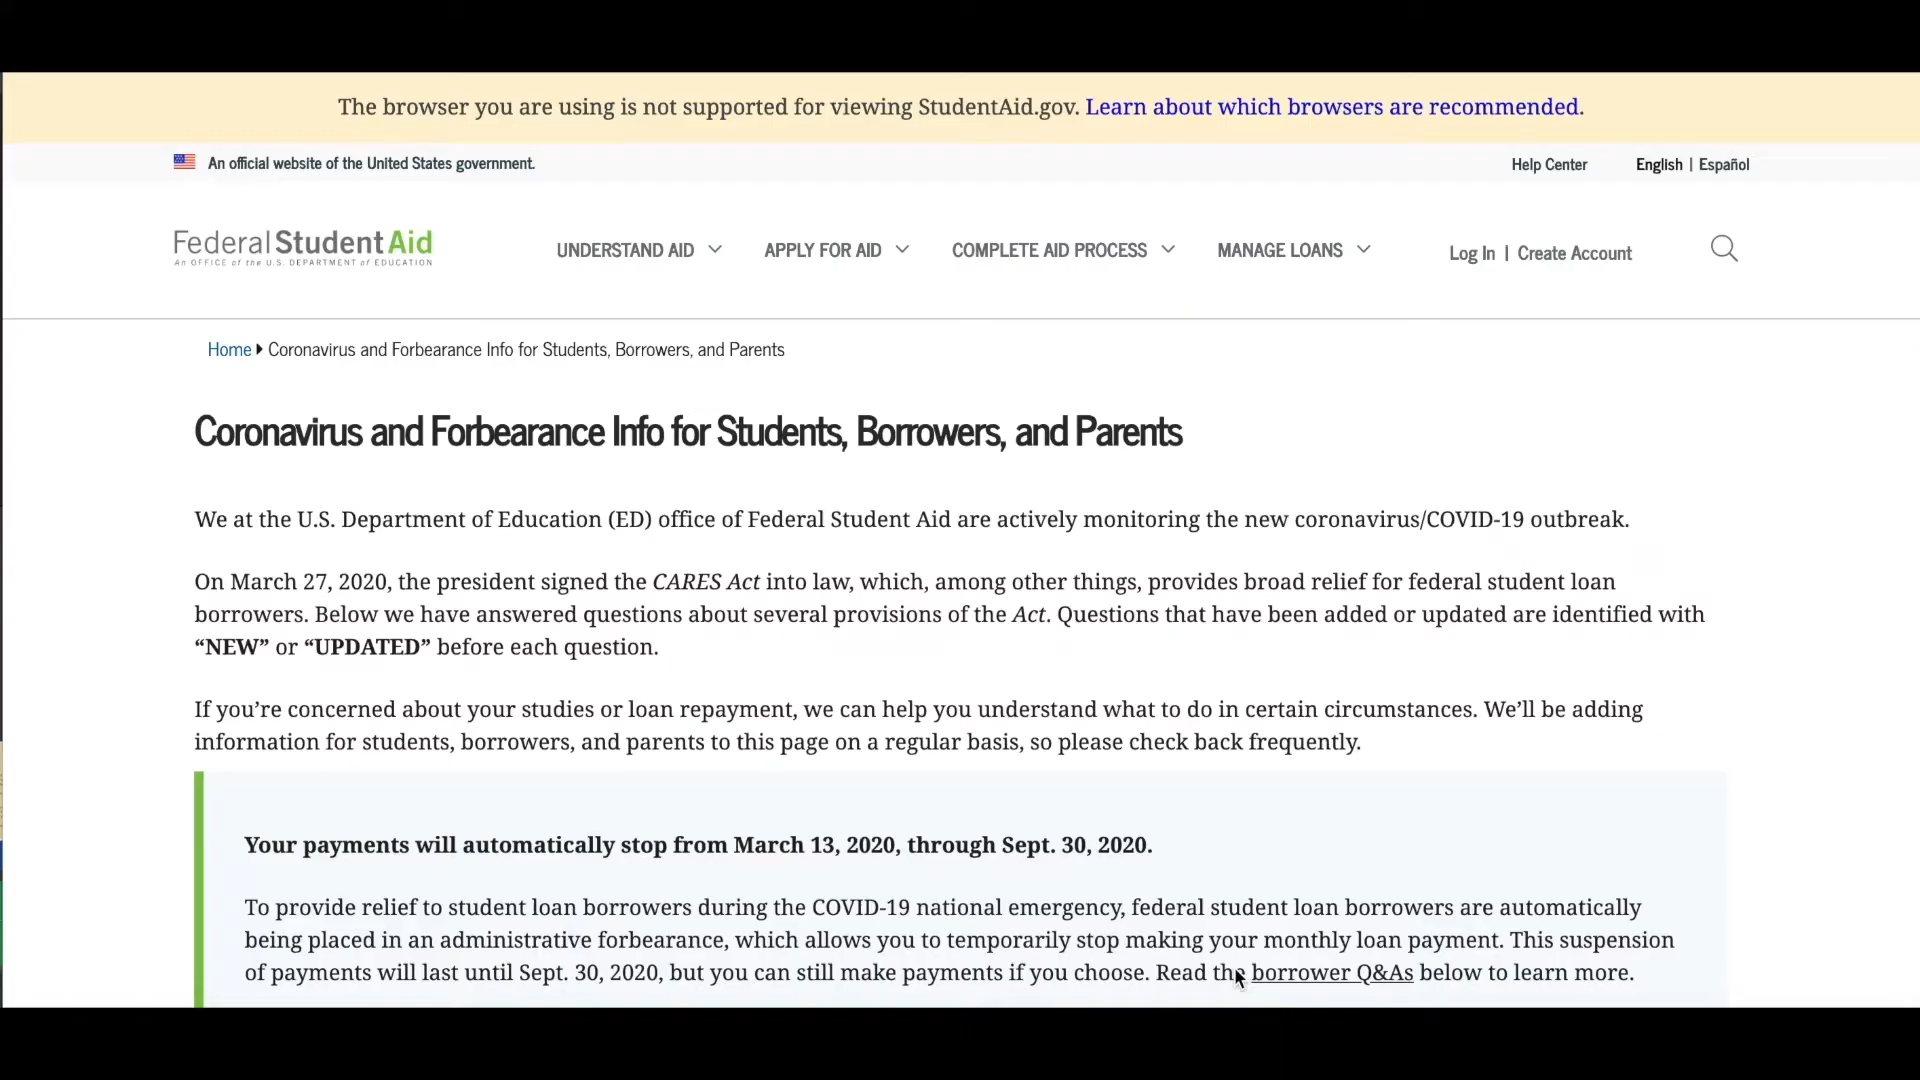 The browser you are using is not supported for viewing StudentAid.gov. Learn about which browsers are recommended.
An official website of the United States government.
Help Center
English | Español
Federal Student Aid
An OFFICE of the U.S. DEPARTMENT of EDUCATION
UNDERSTAND AID
APPLY FOR AID
COMPLETE AID PROCESS
MANAGE LOANS
Log In | Create Account
Home Coronavirus and Forbearance Info for Students, Borrowers, and Parents
Coronavirus and Forbearance Info for Students, Borrowers, and Parents
We at the U.S. Department of Education (ED) office of Federal Student Aid are actively monitoring the new coronavirus/COVID-19 outbreak.
On March 27, 2020, the president signed the CARES Act into law, which, among other things, provides broad relief for federal student loan
borrowers. Below we have answered questions about several provisions of the Act. Questions that have been added or updated are identified with
“NEW” or “UPDATED” before each question.
If you’re concerned about your studies or loan repayment, we can help you understand what to do in certain circumstances. We’ll be adding
information for students, borrowers, and parents to this page on a regular basis, so please check back frequently.
Your payments will automatically stop from March 13, 2020, through Sept. 30, 2020.
To provide relief to student loan borrowers during the COVID-19 national emergency, federal student loan borrowers are automatically
being placed in an administrative forbearance, which allows you to temporarily stop making your monthly loan payment. This suspension
of payments will last until Sept. 30, 2020, but you can still make payments if you choose. Read the borrower Q&As below to learn more.